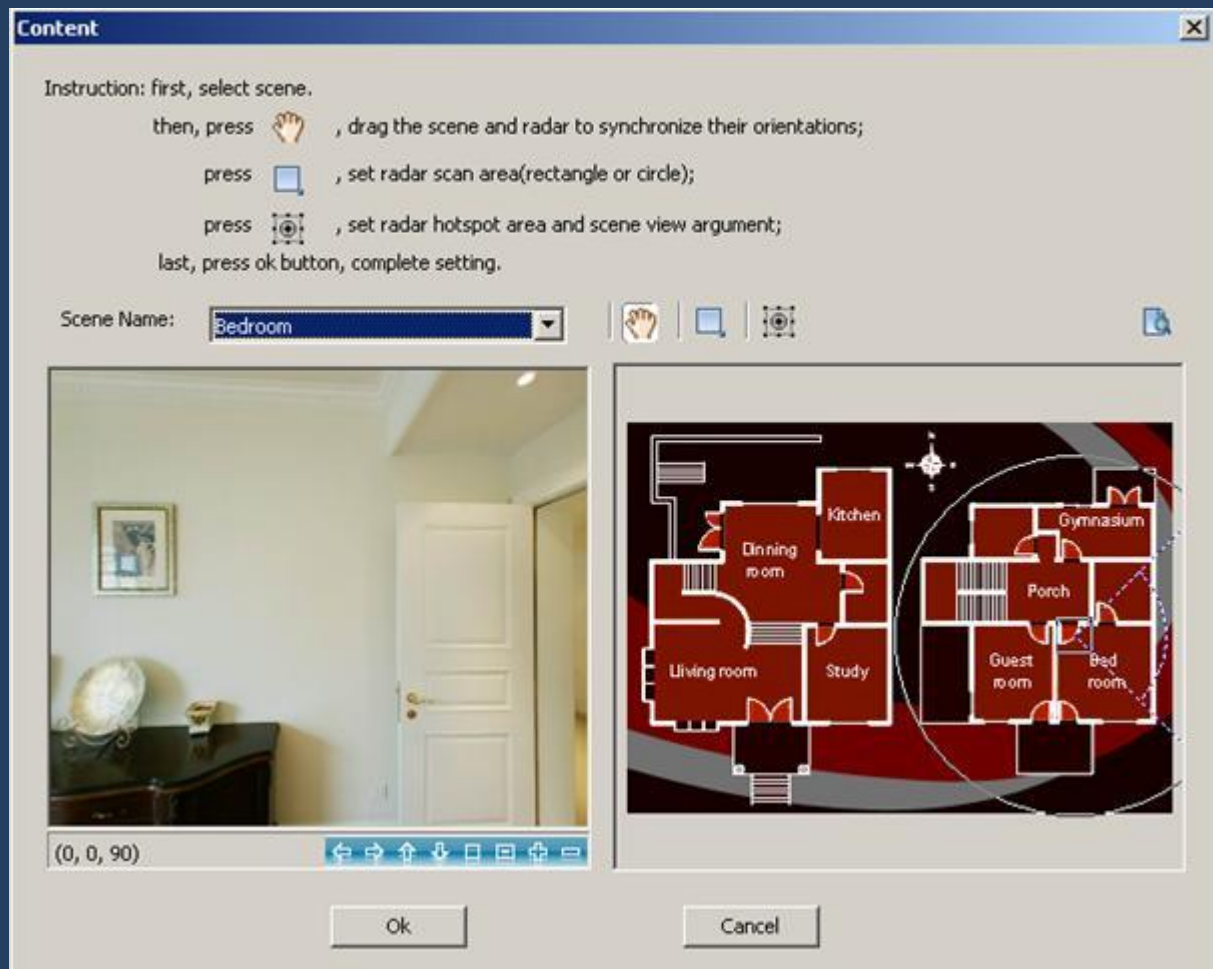 Content
Instruction: first, select scene.
then, press , drag the scene and radar to synchronize their orientations;
press , set radar scan area(rectangle or circle);
press , set radar hotspot area and scene view argument;
last, press ok button, complete setting.
Scene Name: Bedroom
Kitchen
Dinning
room
Living room
Study
Gymnasium
Porch
Guest
room
Bed
room
(0, 0, 90)
Ok
Cancel